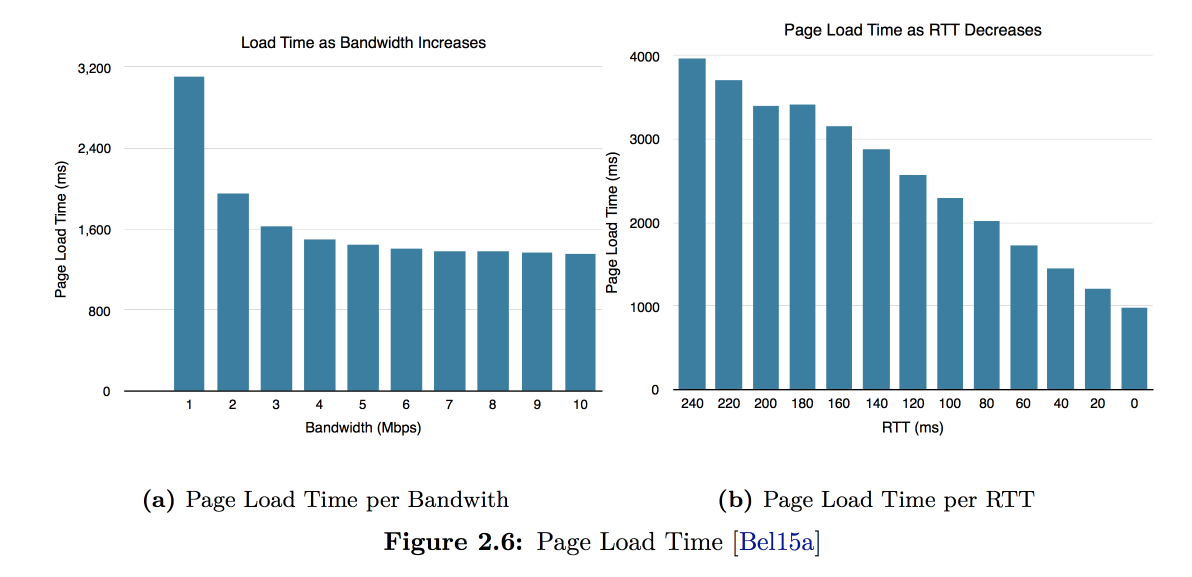 Load Time as Bandwidth Increases
3,200
2,400
1,600
800
0
Page Load Time (ms)
1 2 3 4 5 6 7 8 9 10
Bandwidth (Mbps)
Page Load Time as RTT Decreases
4000
3000
2000
1000
0
Page Load Time (ms)
240 220 200 180 160 140 120 100 80 60 40 20 0
RTT (ms)
(a) Page Load Time per Bandwith
(b) Page Load Time per RTT
Figure 2.6: Page Load Time [Bel15a]